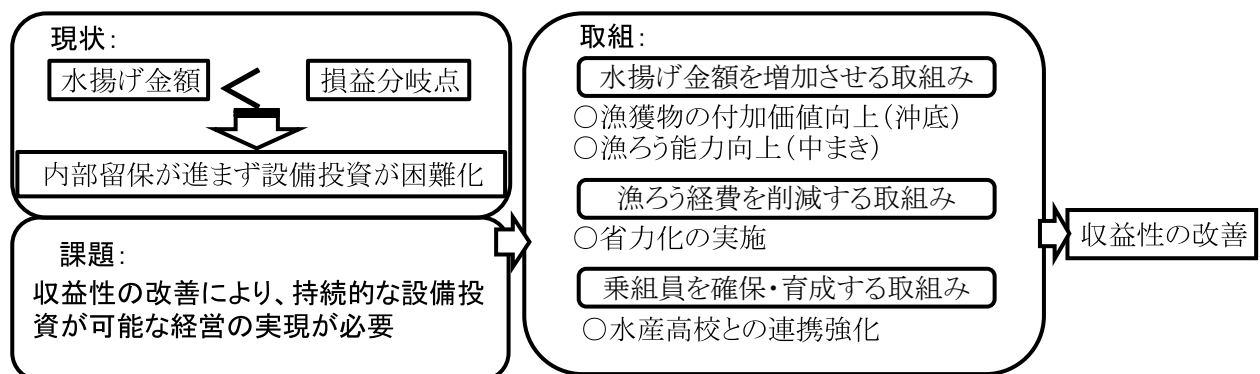 現状：
水揚げ金額 < 損益分岐点
内部留保が進まず設備投資が困難化
課題：
収益性の改善により、持続的な設備投
資が可能な経営の実現が必要
取組：
水揚げ金額を増加させる取組み
○漁獲物の付加価値向上（沖底）
○漁ろう能力向上（中まき）
漁ろう経費を削減する取組み
○省力化の実施
乗組員を確保・育成する取組み
○水産高校との連携強化
収益性の改善